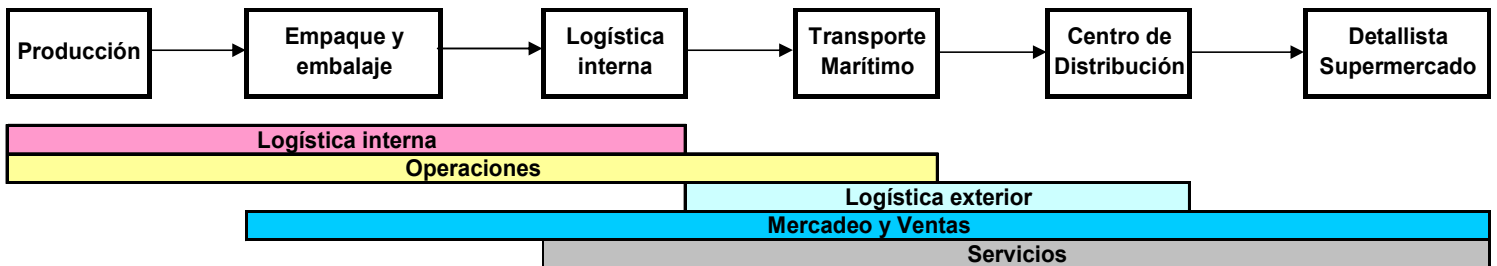 Producción
Empaque y
embalaje
Logística
interna
Transporte
Marítimo
Centro de
Distribución
Detallista
Supermercado
Logística interna
Operaciones
Logística exterior
Mercadeo y Ventas
Servicios